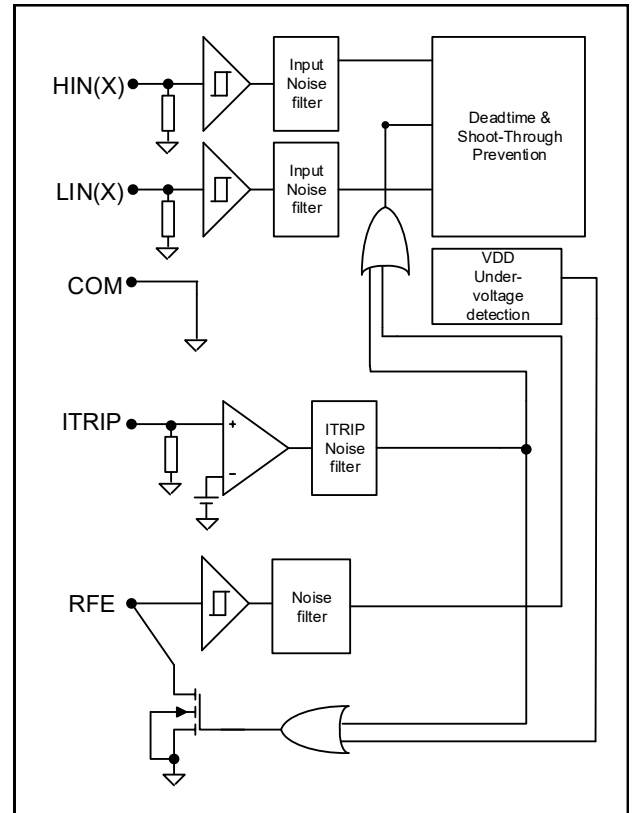 HIN(X)
Input
Noise
filter
Deadtime &
Shoot-Through
Prevention
LIN(X)
Input
Noise
filter
COM
VDD
Under-
voltage
detection
ITRIP
+
−
ITRIP
Noise
filter
RFE
Noise
filter